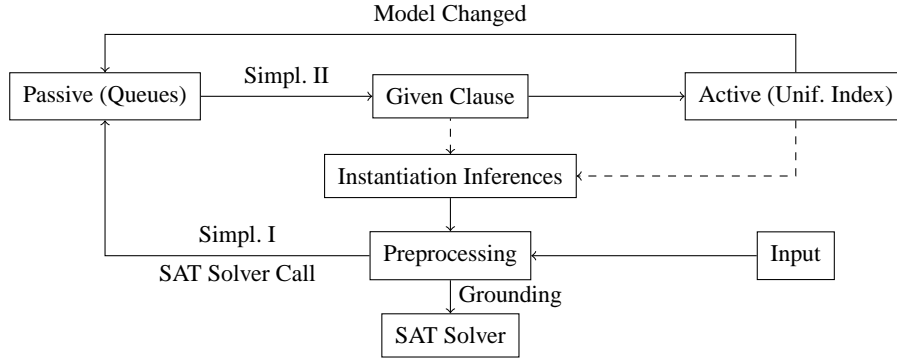 Model Changed
Passive (Queues)
Simpl. II
Given Clause
Active (Unif. Index)
Instantiation Inferences
Simpl. I
SAT Solver Call
Preprocessing
Input
Grounding
SAT Solver